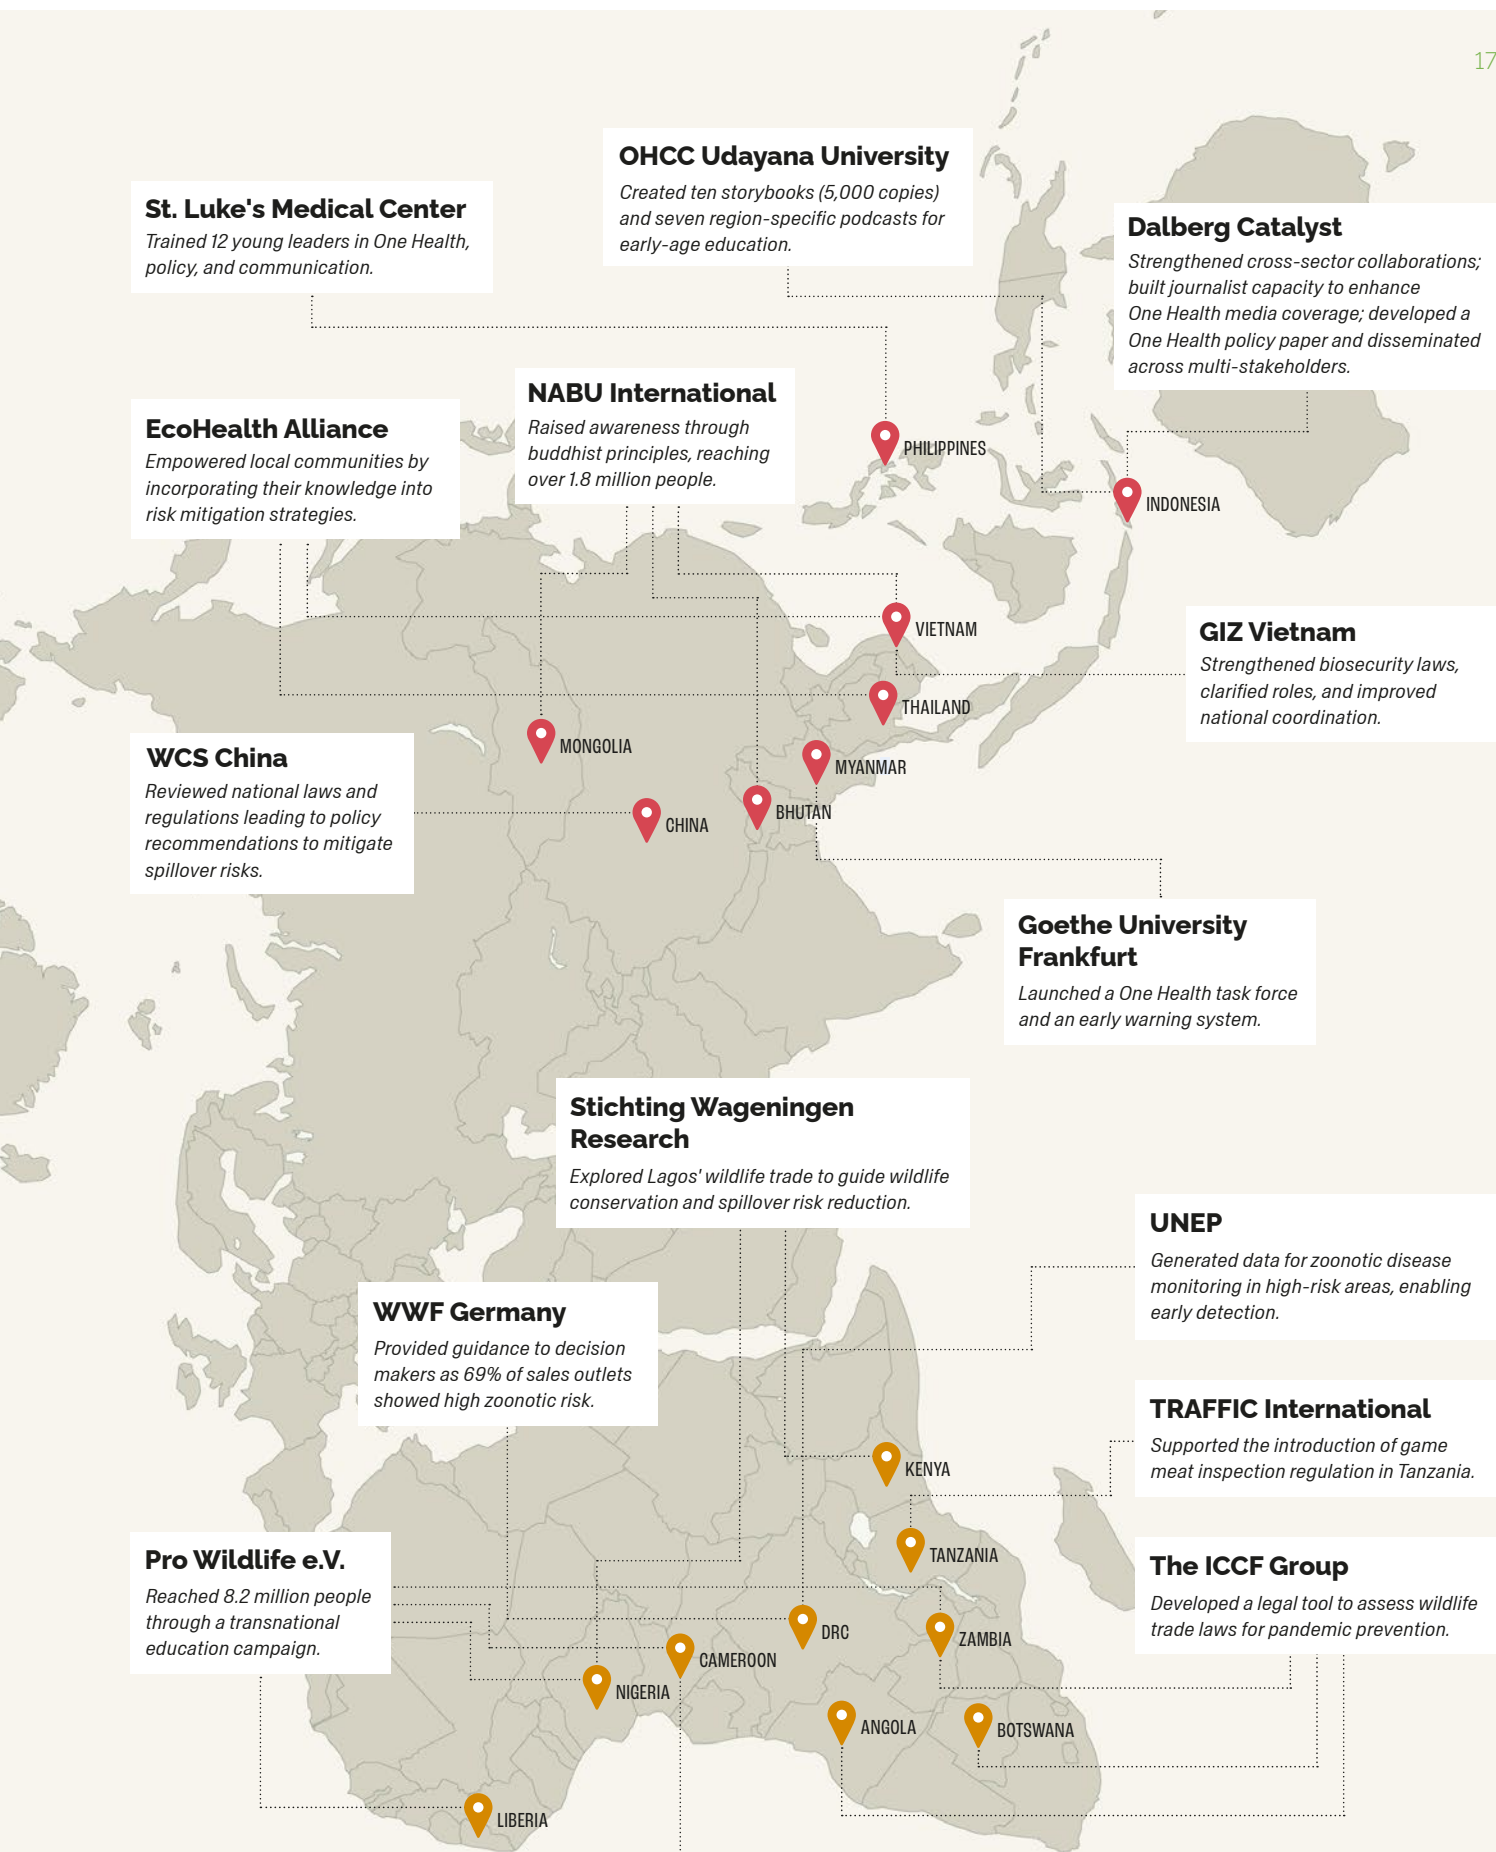 17
OHCC Udayana University
Created ten storybooks (5,000 copies)
and seven region-specific podcasts for
early-age education.
St. Luke's Medical Center
Trained 12 young leaders in One Health,
policy, and communication.
Dalberg Catalyst
Strengthened cross-sector collaborations;
built journalist capacity to enhance
One Health media coverage; developed a
One Health policy paper and disseminated
across multi-stakeholders.
NABU International
Raised awareness through
buddhist principles, reaching
over 1.8 million people.
EcoHealth Alliance
Empowered local communities by
incorporating their knowledge into
risk mitigation strategies.
PHILIPPINES
INDONESIA
VIETNAM
GIZ Vietnam
Strengthened biosecurity laws,
clarified roles, and improved
national coordination.
THAILAND
MONGOLIA
WCS China
Reviewed national laws and
regulations leading to policy
recommendations to mitigate
spillover risks.
MYANMAR
BHUTAN
CHINA
Goethe University
Frankfurt
Launched a One Health task force
and an early warning system.
Stichting Wageningen
Research
Explored Lagos' wildlife trade to guide wildlife
conservation and spillover risk reduction.
UNEP
Generated data for zoonotic disease
monitoring in high-risk areas, enabling
early detection.
WWF Germany
Provided guidance to decision
makers as 69% of sales outlets
showed high zoonotic risk.
TRAFFIC International
Supported the introduction of game
meat inspection regulation in Tanzania.
KENYA
TANZANIA
Pro Wildlife e.V.
Reached 8.2 million people
through a transnational
education campaign.
The ICCF Group
Developed a legal tool to assess wildlife
trade laws for pandemic prevention.
DRC
ZAMBIA
CAMEROON
NIGERIA
ANGOLA
BOTSWANA
LIBERIA